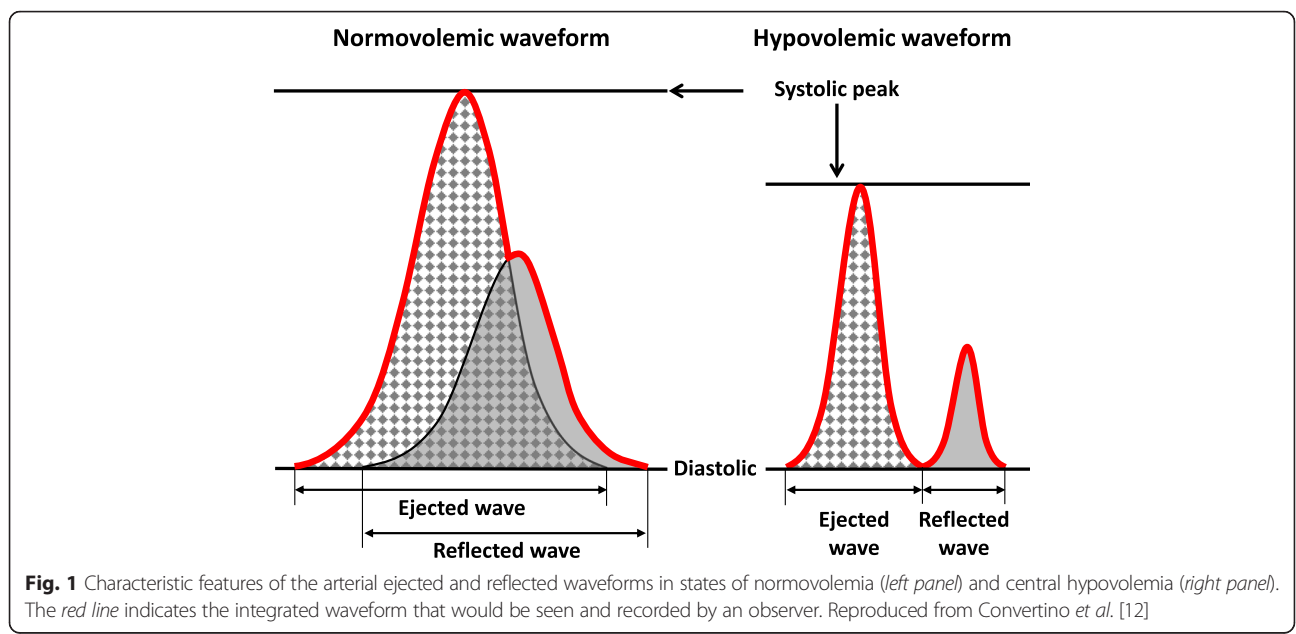 Normovolemic waveform
Hypovolemic waveform
Systolic peak
Diastolic
Ejected wave
Reflected wave
Ejected
wave
Reflected
wave
Fig. 1 Characteristic features of the arterial ejected and reflected waveforms in states of normovolemia (left panel) and central hypovolemia (right panel).
The red line indicates the integrated waveform that would be seen and recorded by an observer. Reproduced from Convertino et al. [12]